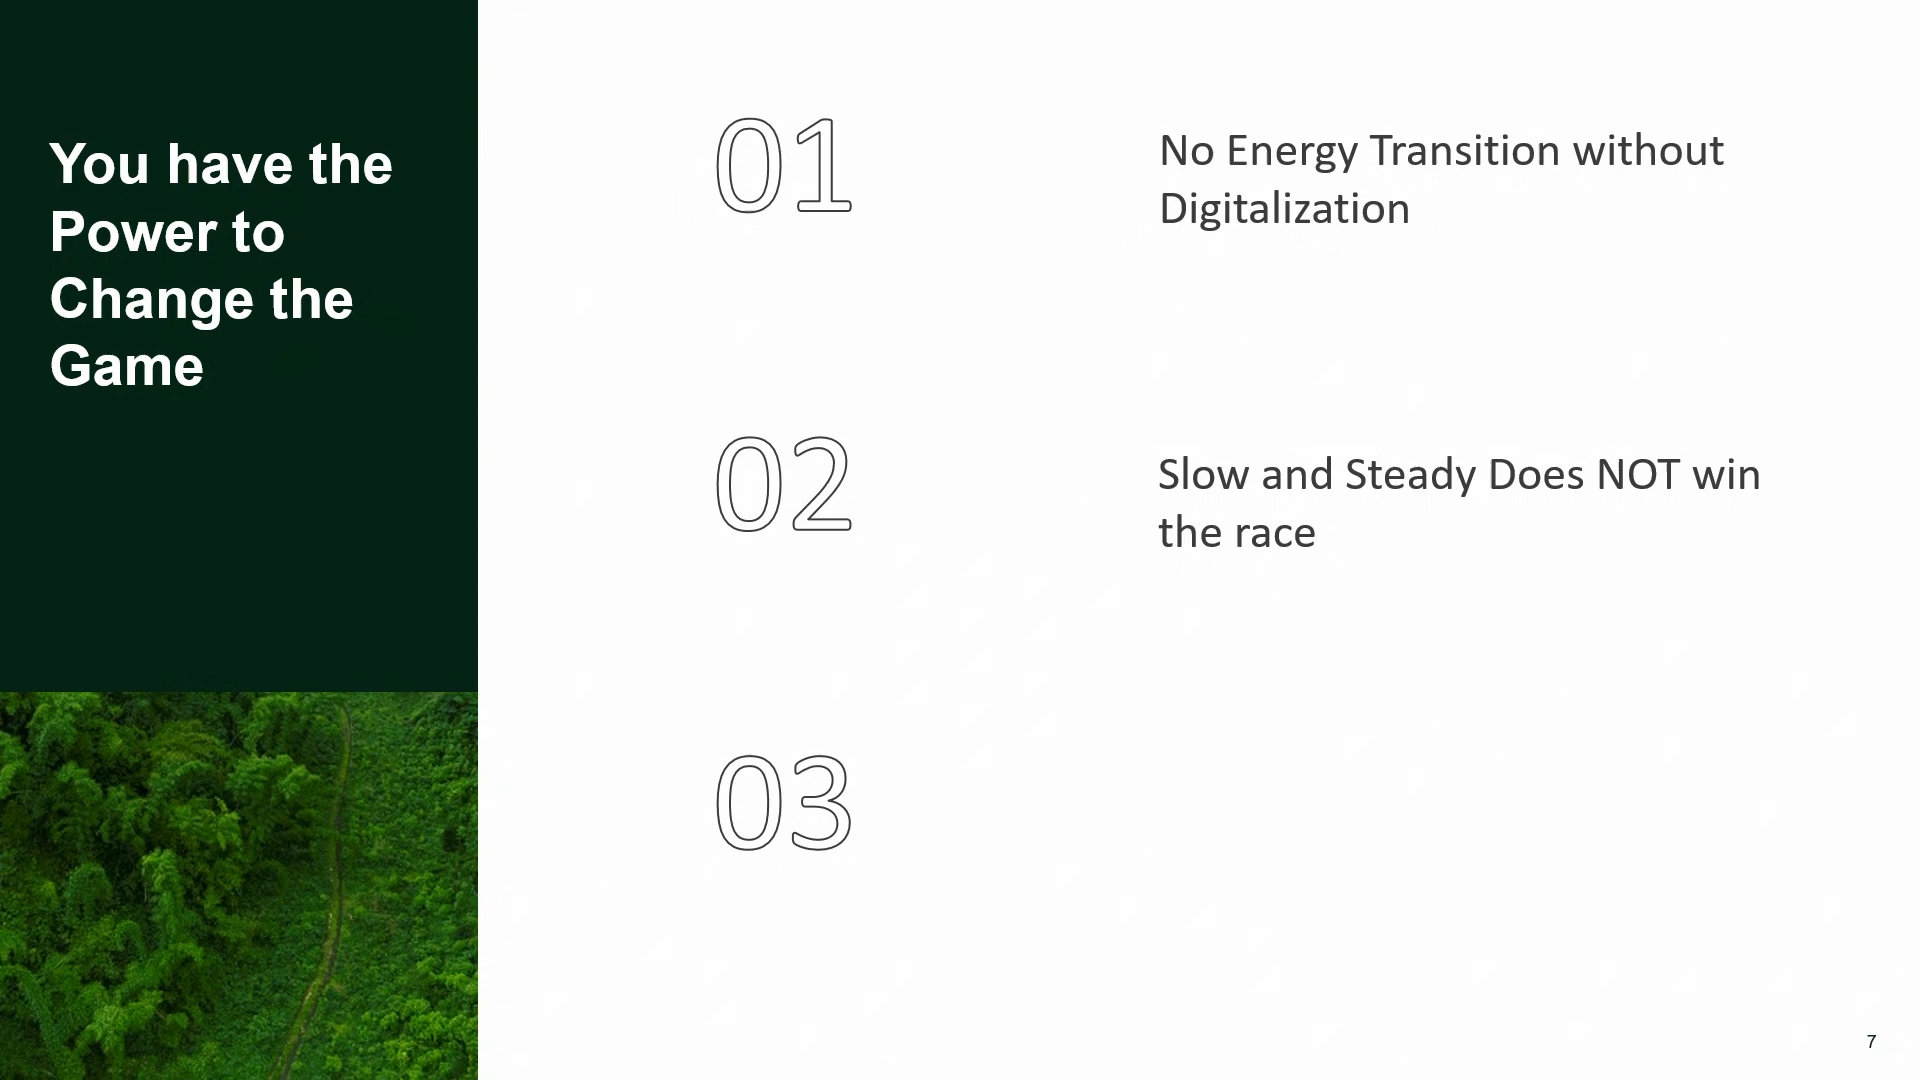 You have the
Power to
Change the
Game
01
No Energy Transition without
Digitalization
02
Slow and Steady Does NOT win
the race
03
7